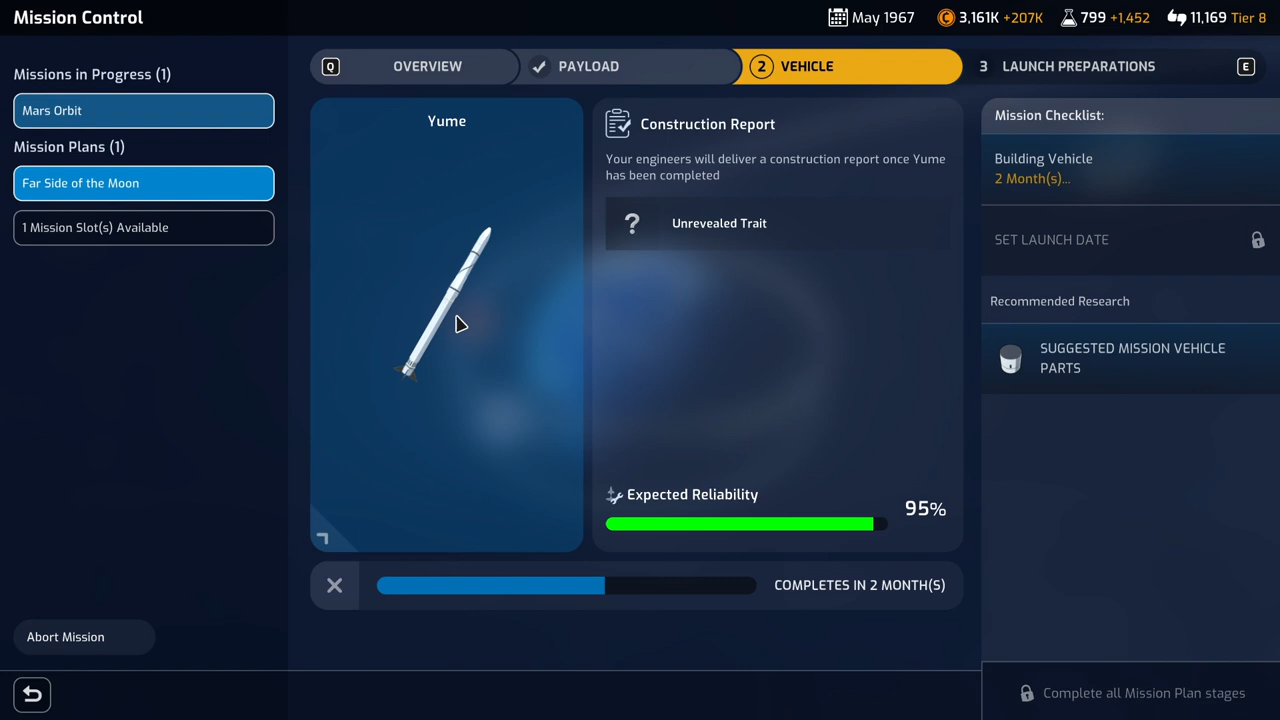 Mission Control
May 1967
3,161K +207K
799 +1,452
11,169 Tier 8
Missions in Progress (1)
Mars Orbit
Mission Plans (1)
Far Side of the Moon
1 Mission Slot(s) Available
Abort Mission
Q
OVERVIEW
PAYLOAD
2 VEHICLE
3 LAUNCH PREPARATIONS
E
Yume
Construction Report
Your engineers will deliver a construction report once Yume
has been completed
? Unrevealed Trait
Expected Reliability
95%
COMPLETES IN 2 MONTH(S)
Mission Checklist:
Building Vehicle
2 Month(s)...
SET LAUNCH DATE
Recommended Research
SUGGESTED MISSION VEHICLE
PARTS
Complete all Mission Plan stages